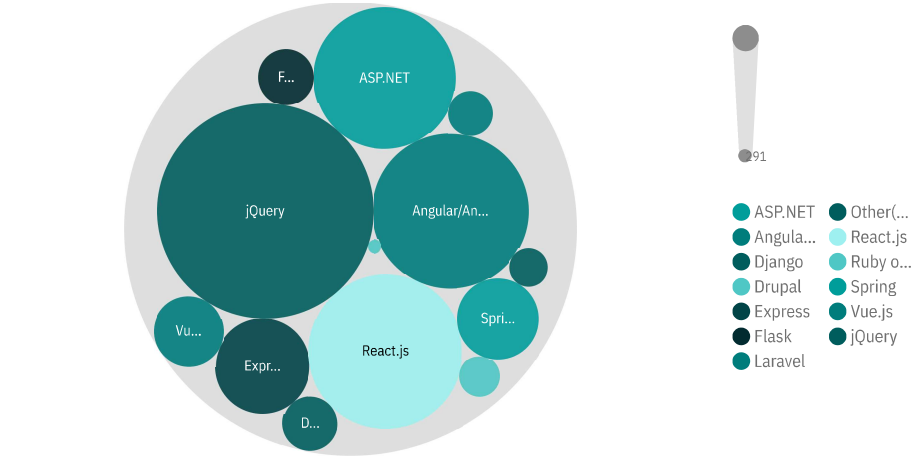 F...
ASP.NET
jQuery
Angular/An...
Vu...
Expr...
React.js
Spri...
D...
291
ASP.NET
Angula...
Django
Drupal
Express
Flask
Laravel
Other(...
React.js
Ruby o...
Spring
Vue.js
jQuery